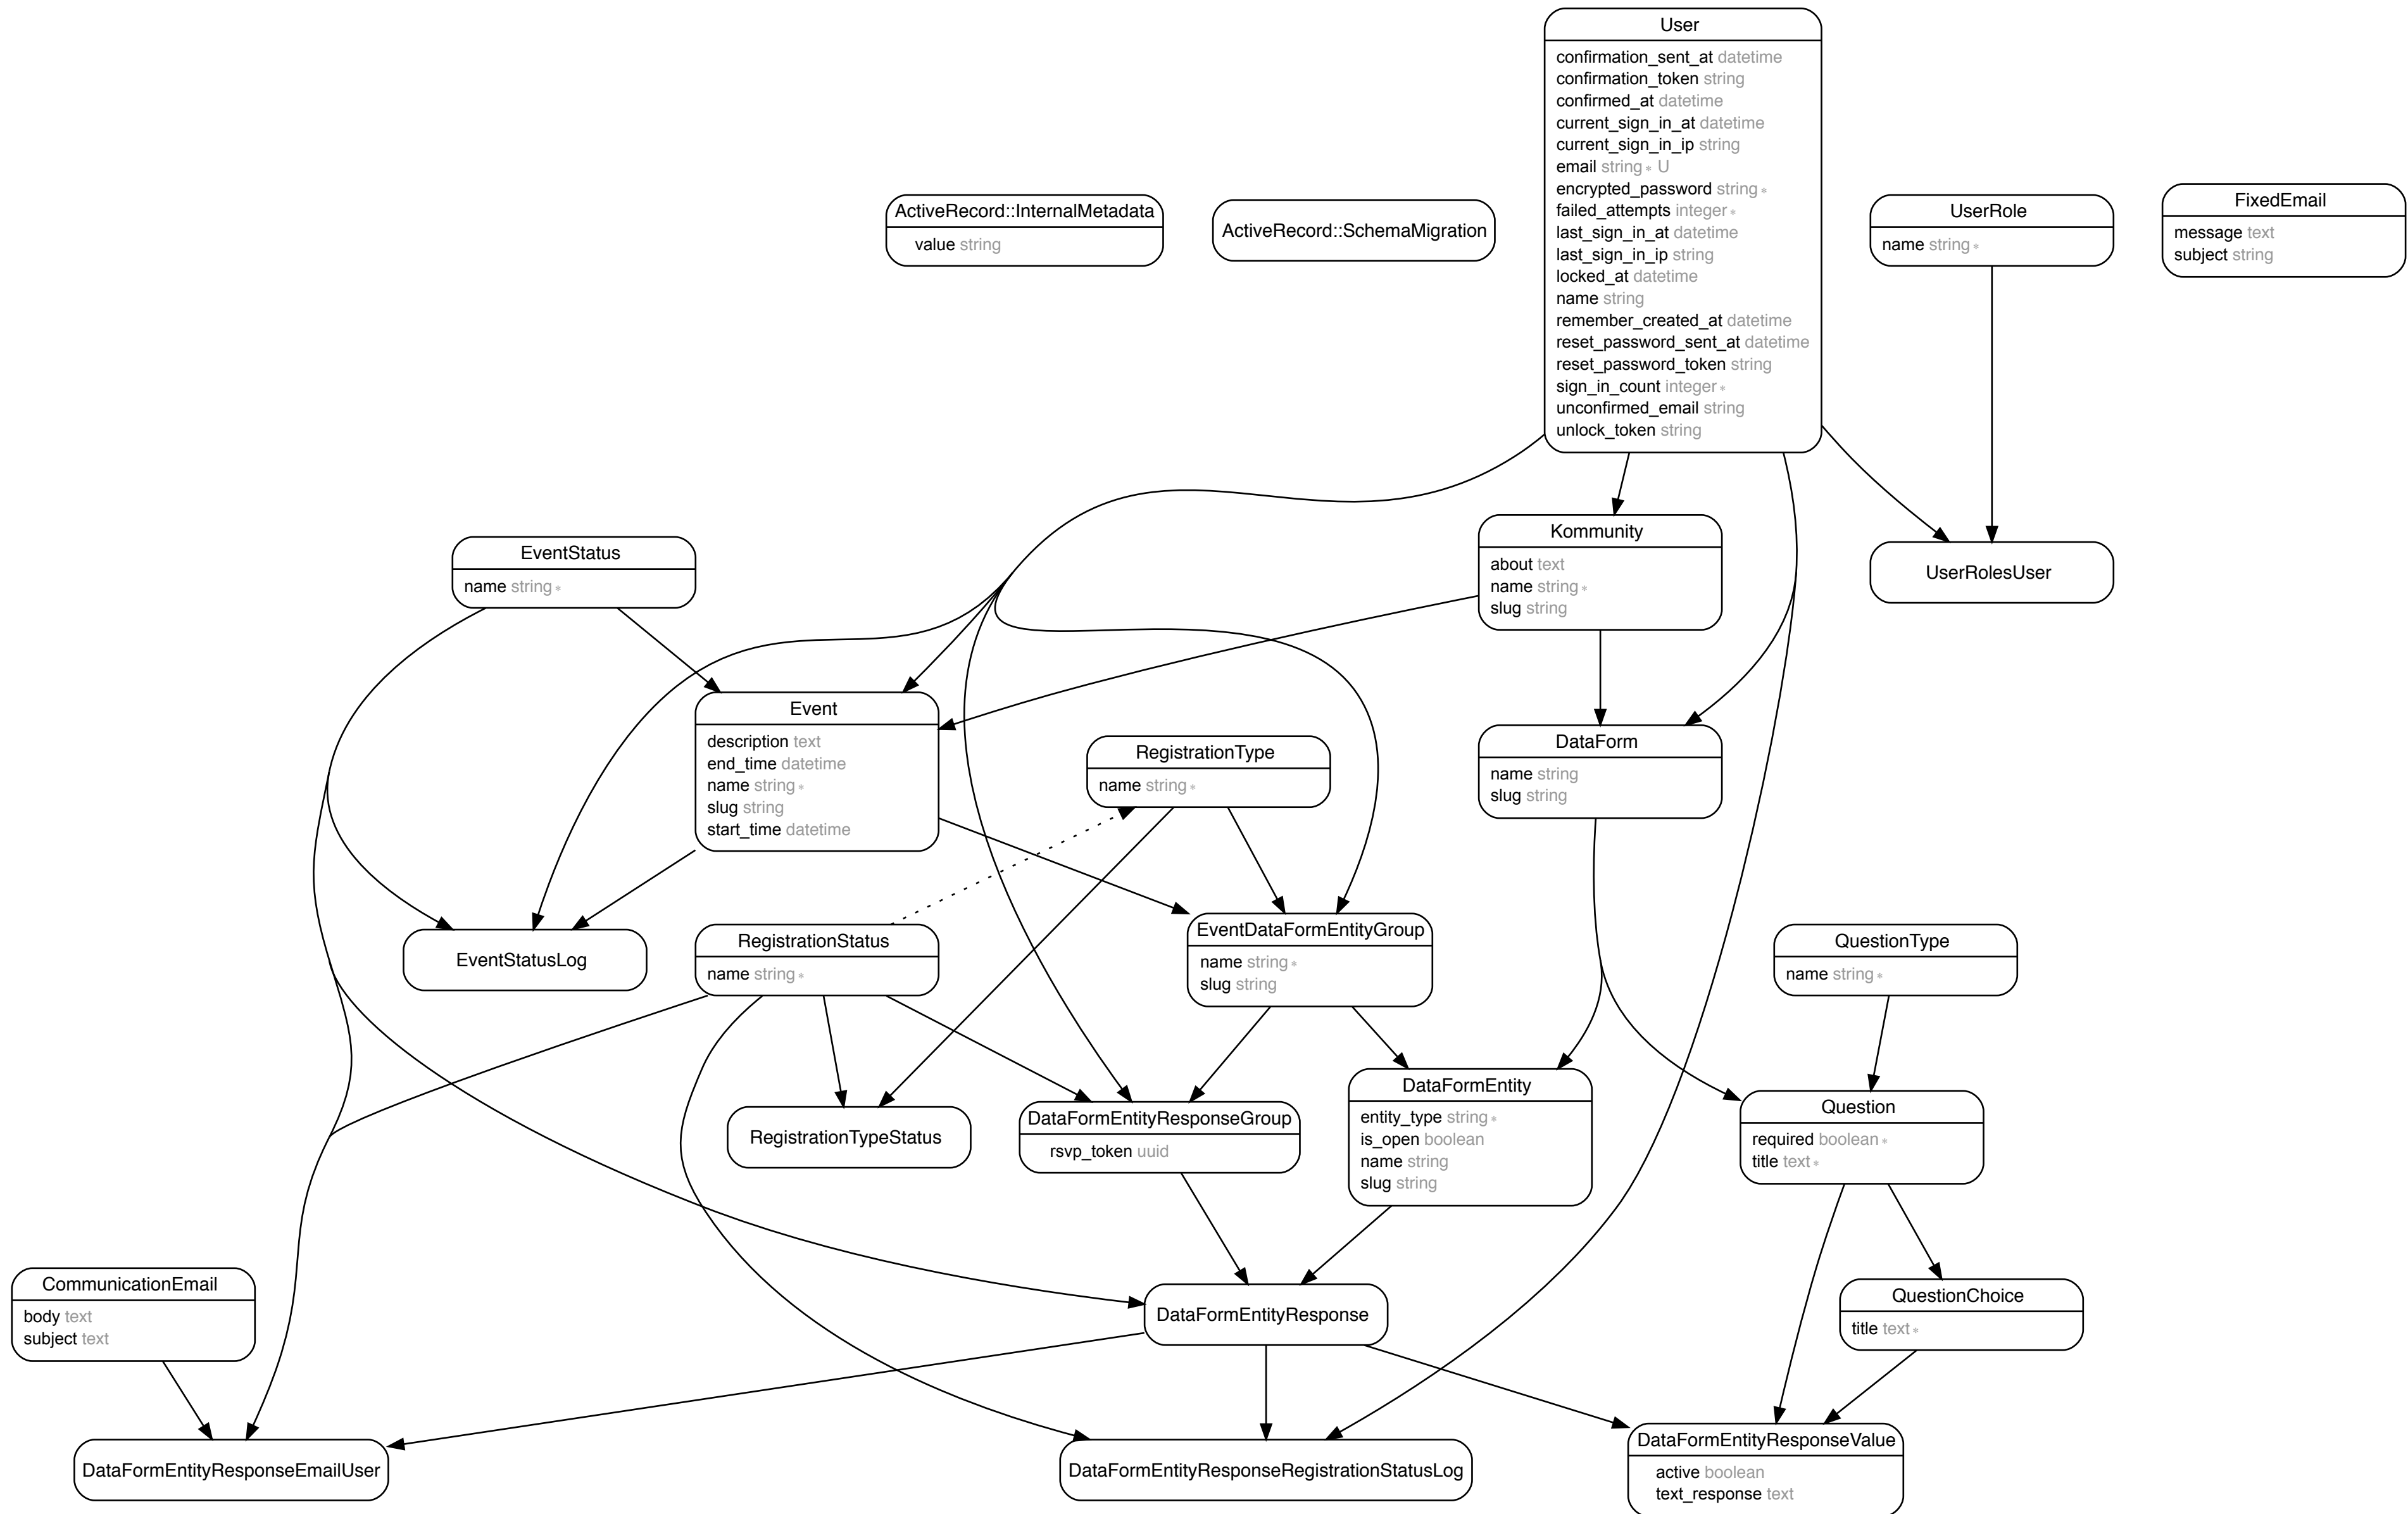 User
confirmation_sent_at datetime
confirmation_token string
confirmed_at datetime
current_sign_in_at datetime
current_sign_in_ip string
email string * U
encrypted_password string *
failed_attempts integer *
last_sign_in_at datetime
last_sign_in_ip string
locked_at datetime
name string
remember_created_at datetime
reset_password_sent_at datetime
reset_password_token string
sign_in_count integer *
unconfirmed_email string
unlock_token string
ActiveRecord::InternalMetadata
value string
ActiveRecord::SchemaMigration
UserRole
name string *
FixedEmail
message text
subject string
EventStatus
name string *
Kommunity
about text
name string *
slug string
UserRolesUser
Event
description text
end_time datetime
name string *
slug string
start_time datetime
RegistrationType
name string *
DataForm
name string
slug string
EventStatusLog
RegistrationStatus
name string *
EventDataFormEntityGroup
name string *
slug string
QuestionType
name string *
RegistrationTypeStatus
DataFormEntityResponseGroup
rsvp_token uuid
DataFormEntity
entity_type string *
is_open boolean
name string
slug string
Question
required boolean *
title text *
CommunicationEmail
body text
subject text
DataFormEntityResponse
QuestionChoice
title text *
DataFormEntityResponseEmailUser
DataFormEntityResponseRegistrationStatusLog
DataFormEntityResponseValue
active boolean
text_response text